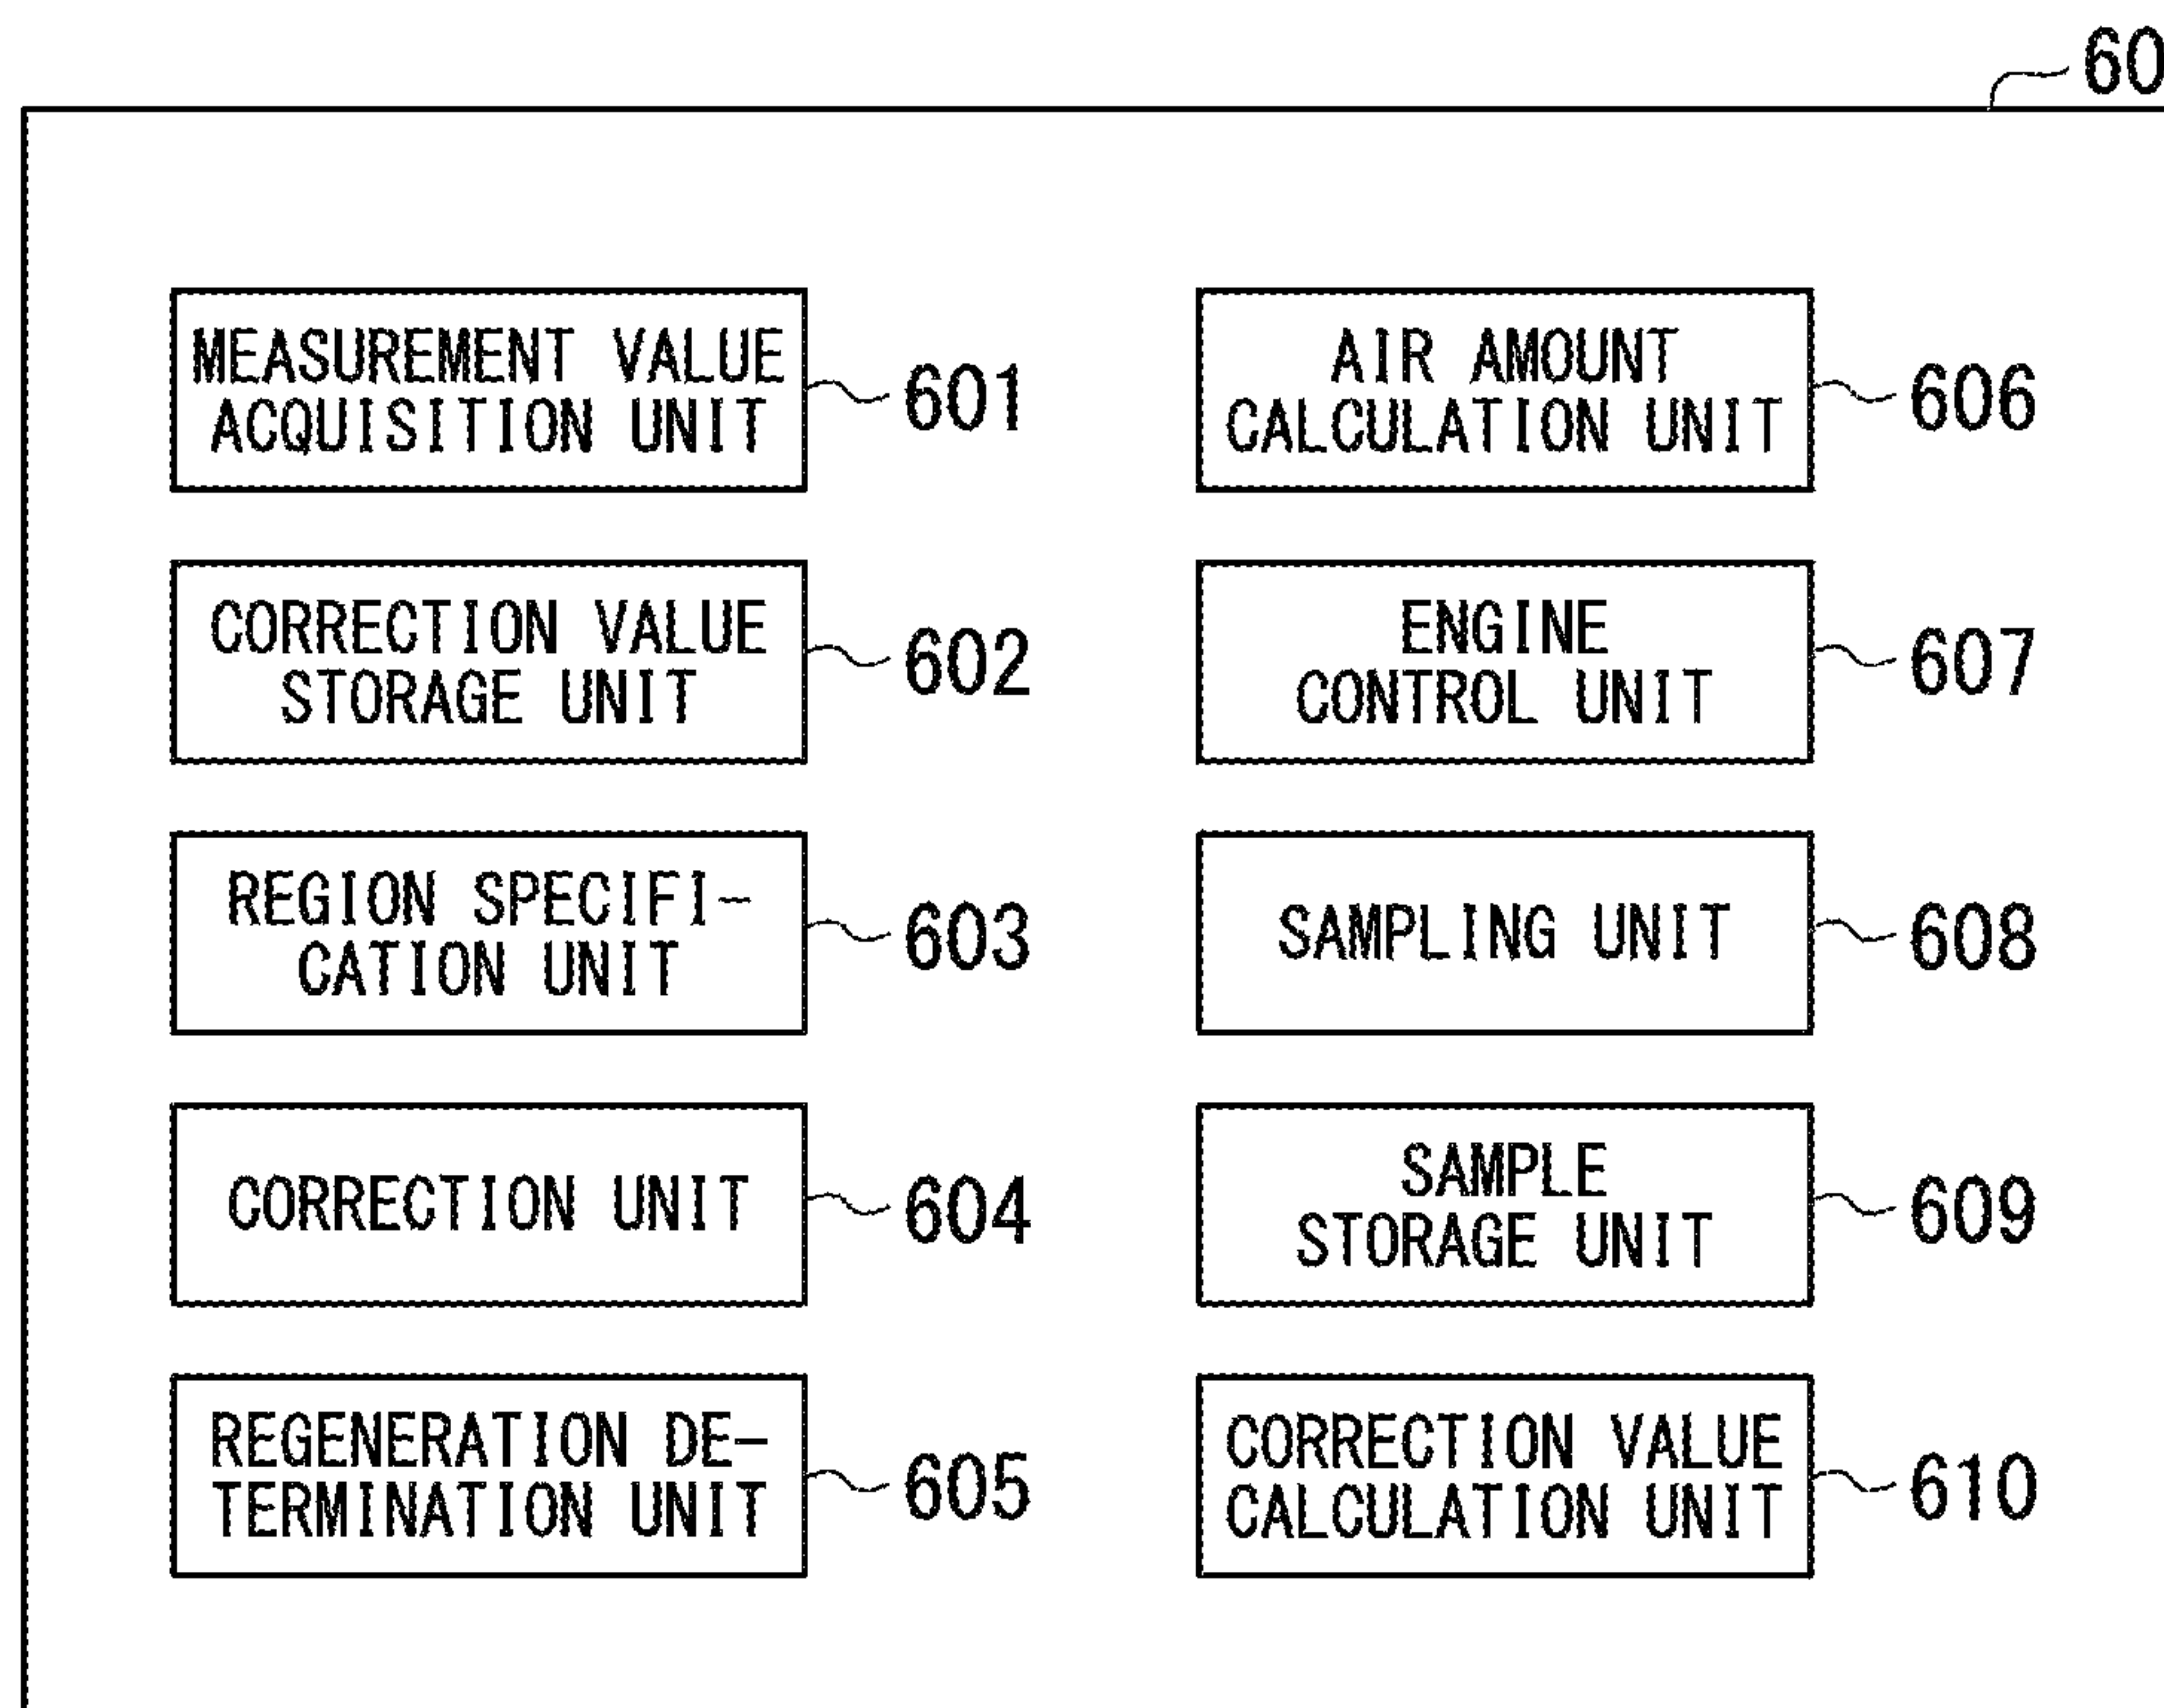 60
MEASUREMENT VALUE
ACQUISITION UNIT
601
CORRECTION VALUE
STORAGE UNIT
602
REGION SPECIFI-
CATION UNIT
603
CORRECTION UNIT
604
REGENERATION DE-
TERMINATION UNIT
605
AIR AMOUNT
CALCULATION UNIT
606
ENGINE
CONTROL UNIT
607
SAMPLING UNIT
608
SAMPLE
STORAGE UNIT
609
CORRECTION VALUE
CALCULATION UNIT
610